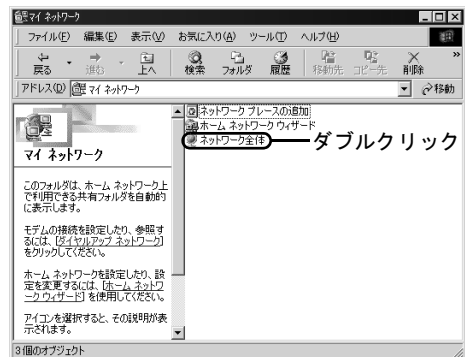 マイ ネットワーク
ファイル(F) 編集(E) 表示(V) お気に入り(A) ツール(T) ヘルプ(H)
戻る 進む 上へ 検索 フォルダ 履歴 移動先 コピー先 削除 »
アドレス(D) マイ ネットワーク 移動
マイ ネットワーク
このフォルダは、ホーム ネットワーク上
で利用できる共有フォルダを自動的
に表示します。
モデムの接続を設定したり、参照す
るには、[ダイヤルアップ ネットワーク]
をクリックしてください。
ホーム ネットワークを設定したり、設
定を変更するには、[ホーム ネットワ
ーク ウィザード] を使用してください。
アイコンを選択すると、その説明が表
示されます。
ネットワーク プレースの追加
ホーム ネットワーク ウィザード
ネットワーク全体
ダブルクリック
3 個のオブジェクト